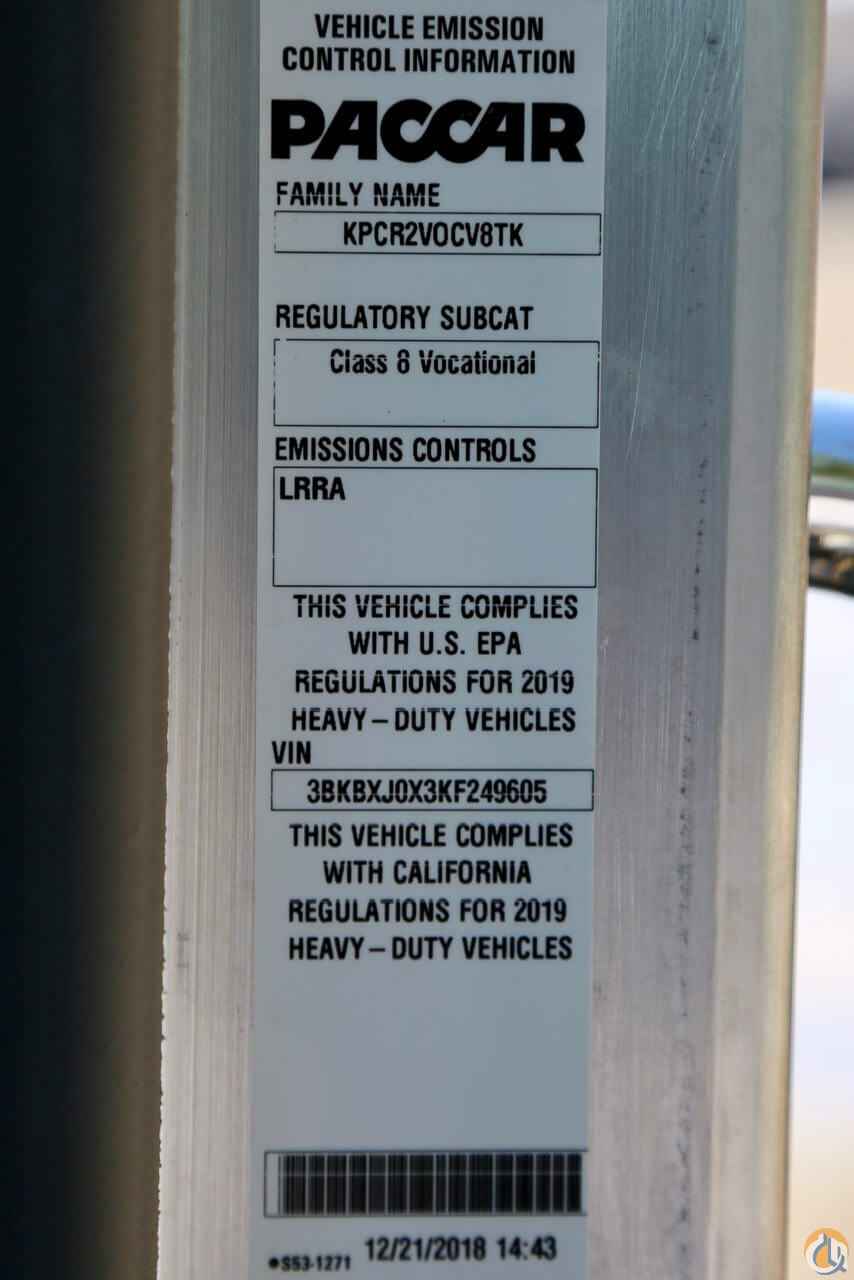 VEHICLE EMISSION
CONTROL INFORMATION
PACCAR
FAMILY NAME
KPCR2VOCV8TK
REGULATORY SUBCAT
Class 8 Vocational
EMISSIONS CONTROLS
LRRA
THIS VEHICLE COMPLIES
WITH U.S. EPA
REGULATIONS FOR 2019
HEAVY – DUTY VEHICLES
VIN
3BKBXJ0X3KF249605
THIS VEHICLE COMPLIES
WITH CALIFORNIA
REGULATIONS FOR 2019
HEAVY – DUTY VEHICLES
•S53-1271 12/21/2018 14:43